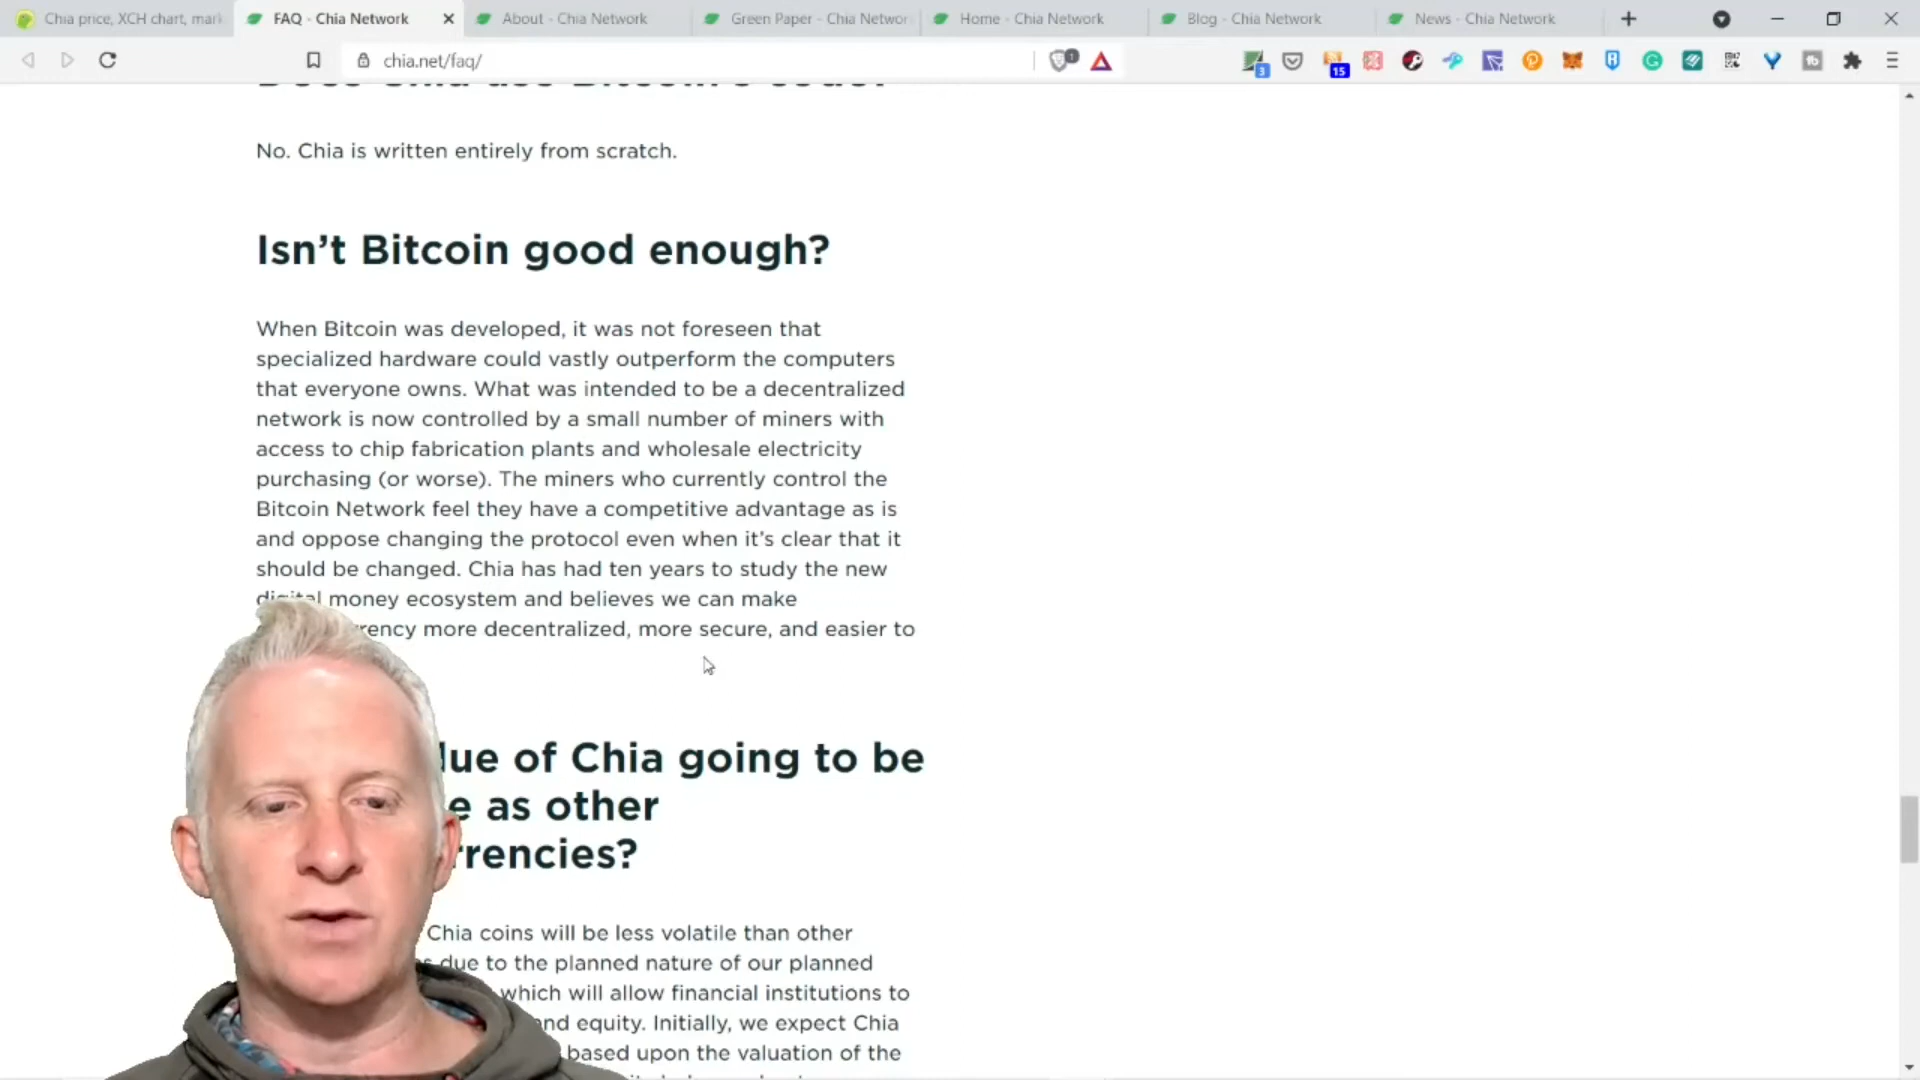 Chia price, XCH chart, mark
FAQ - Chia Network
About - Chia Network
Green Paper - Chia Networ
Home - Chia Network
Blog - Chia Network
News - Chia Network
chia.net/faq/
1
3
15
No. Chia is written entirely from scratch.
Isn't Bitcoin good enough?
When Bitcoin was developed, it was not foreseen that
specialized hardware could vastly outperform the computers
that everyone owns. What was intended to be a decentralized
network is now controlled by a small number of miners with
access to chip fabrication plants and wholesale electricity
purchasing (or worse). The miners who currently control the
Bitcoin Network feel they have a competitive advantage as is
and oppose changing the protocol even when it's clear that it
should be changed. Chia has had ten years to study the new
digital money ecosystem and believes we can make
rency more decentralized, more secure, and easier to
lue of Chia going to be
e as other
rrencies?
Chia coins will be less volatile than other
s due to the planned nature of our planned
which will allow financial institutions to
nd equity. Initially, we expect Chia
based upon the valuation of the